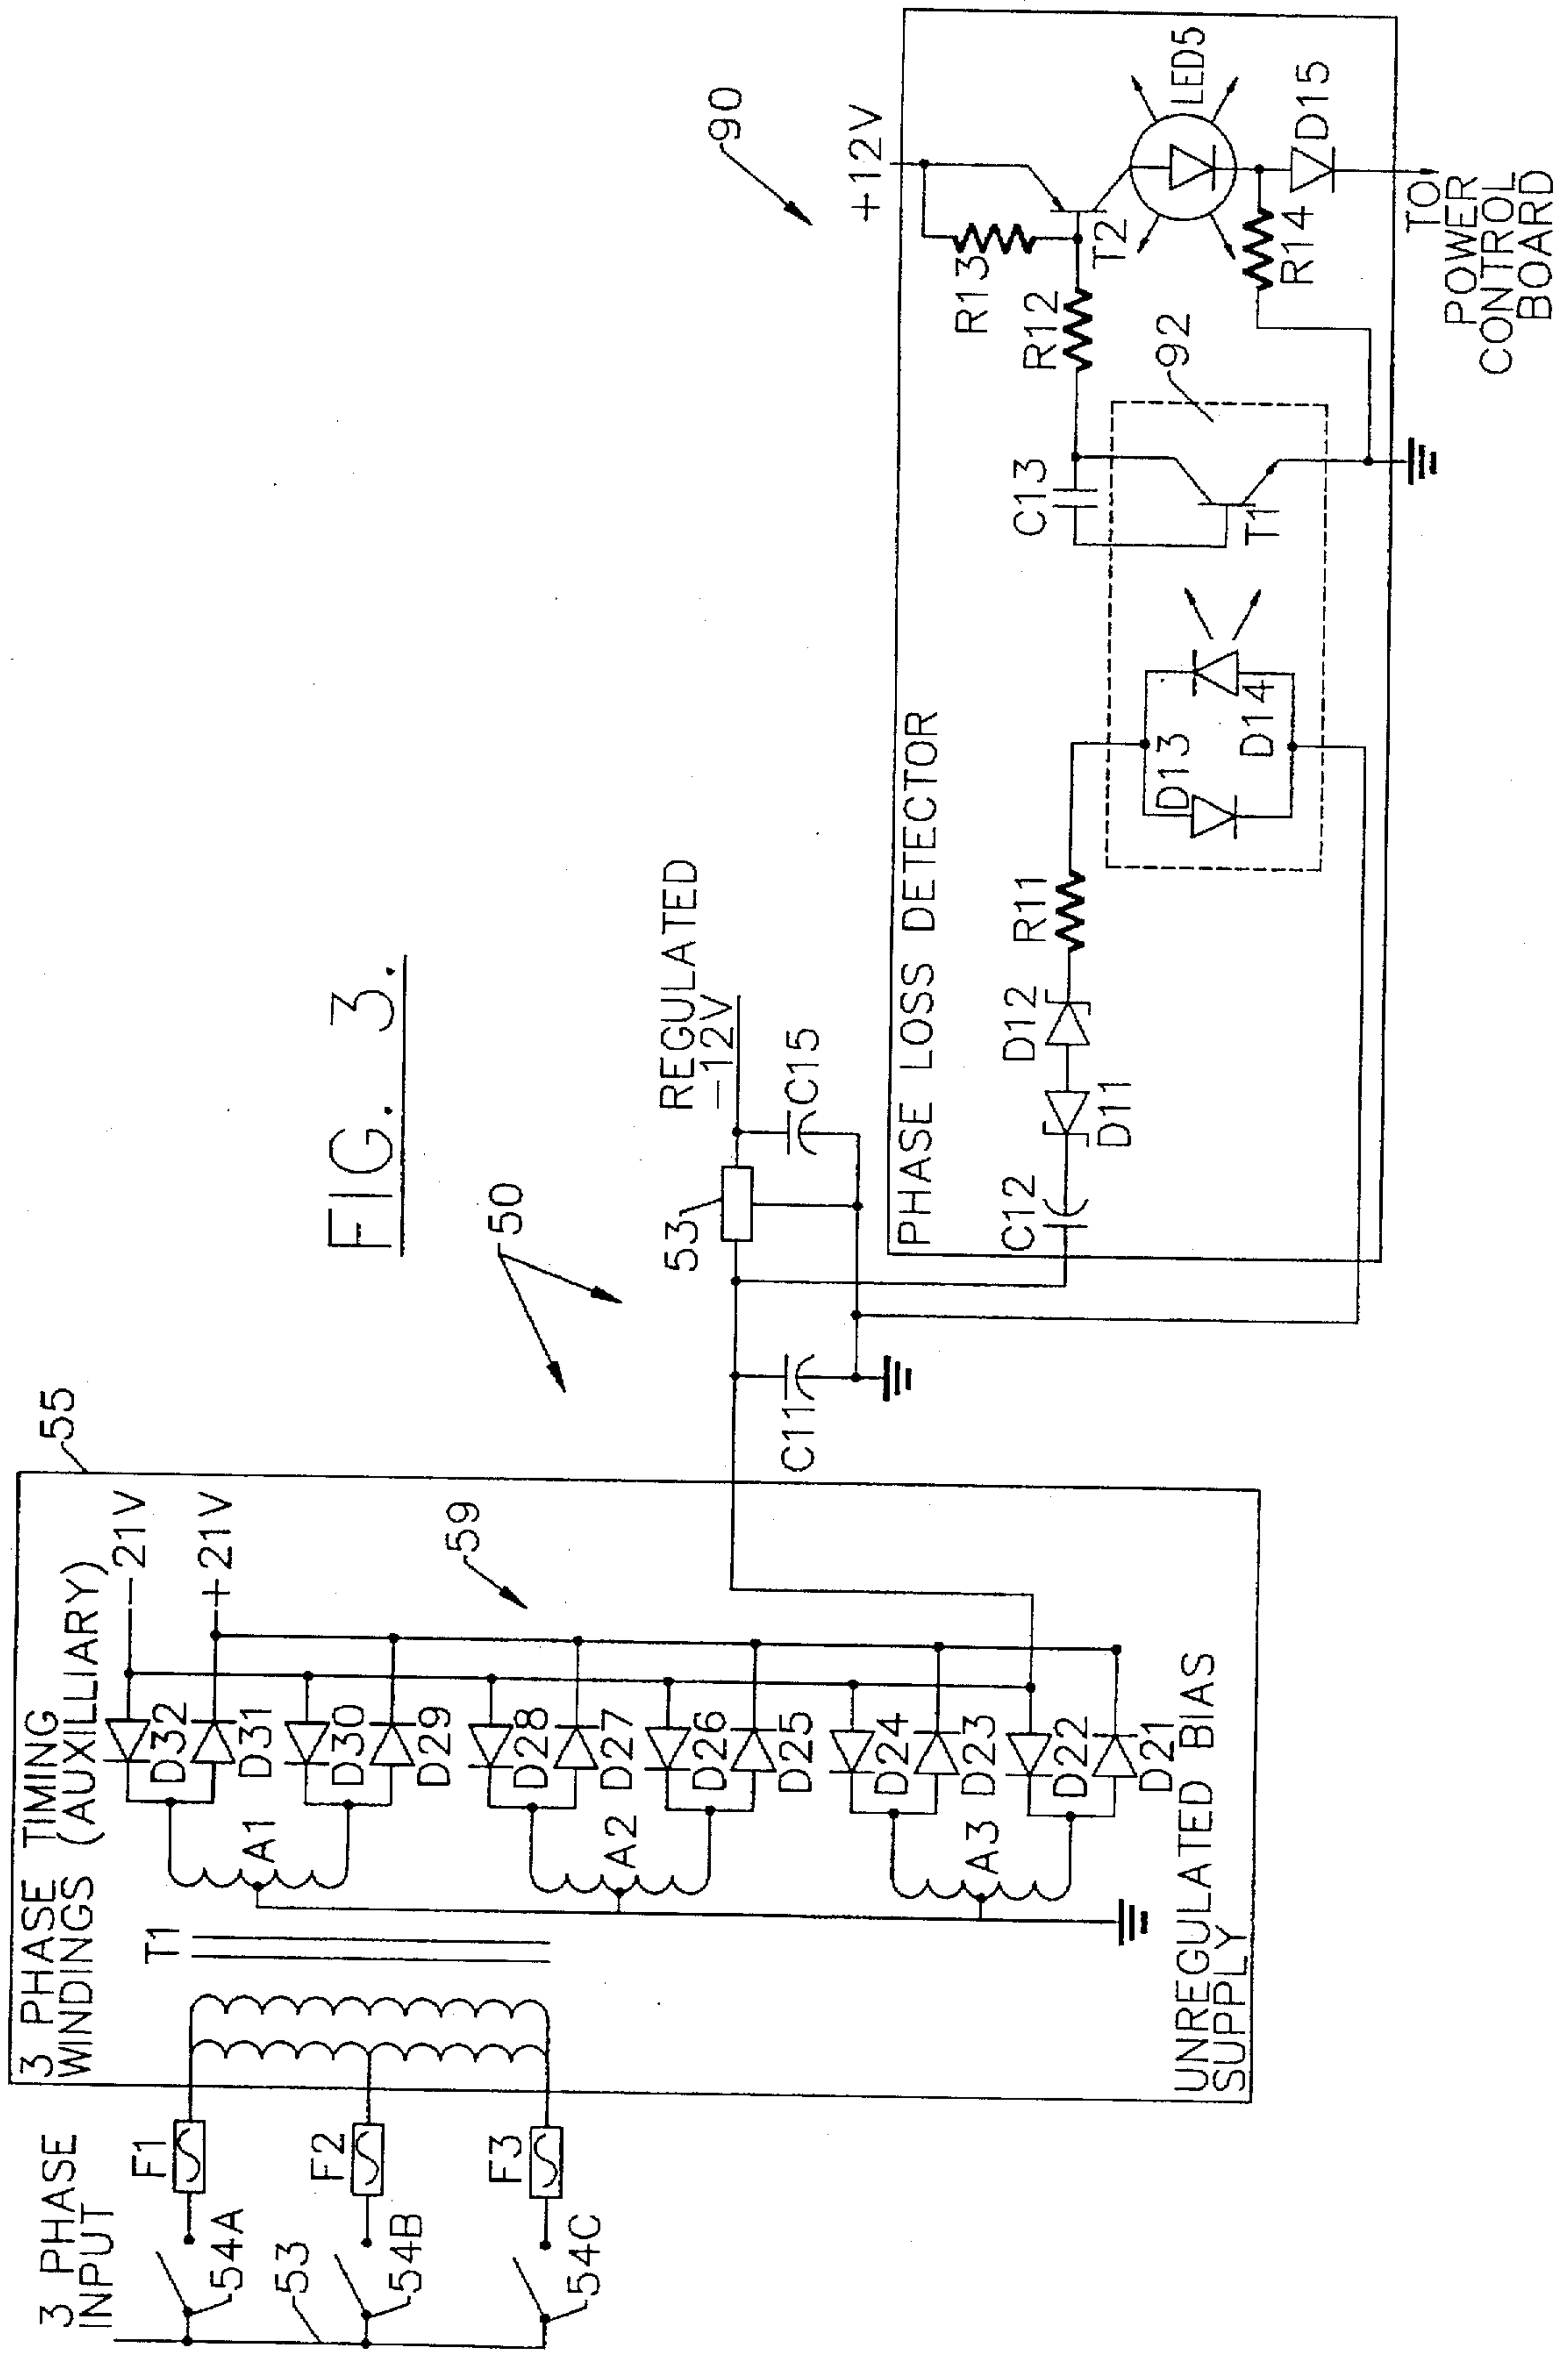 FIG. 3.
3 PHASE
INPUT
54A
53
54B
54C
F1
F2
F3
3 PHASE TIMING
WINDINGS (AUXILLIARY)
55
T1
A1
A2
A3
D32
D31
D30
D29
D28
D27
D26
D25
D24
D23
D22
D21
-21V
+21V
59
UNREGULATED BIAS
SUPPLY
50
C11
53
REGULATED
-12V
C15
PHASE LOSS DETECTOR
90
C12
D11
D12
R11
D13
D14
92
C13
T1
R12
R13
+12V
T2
LED5
R14
D15
TO
POWER
CONTROL
BOARD